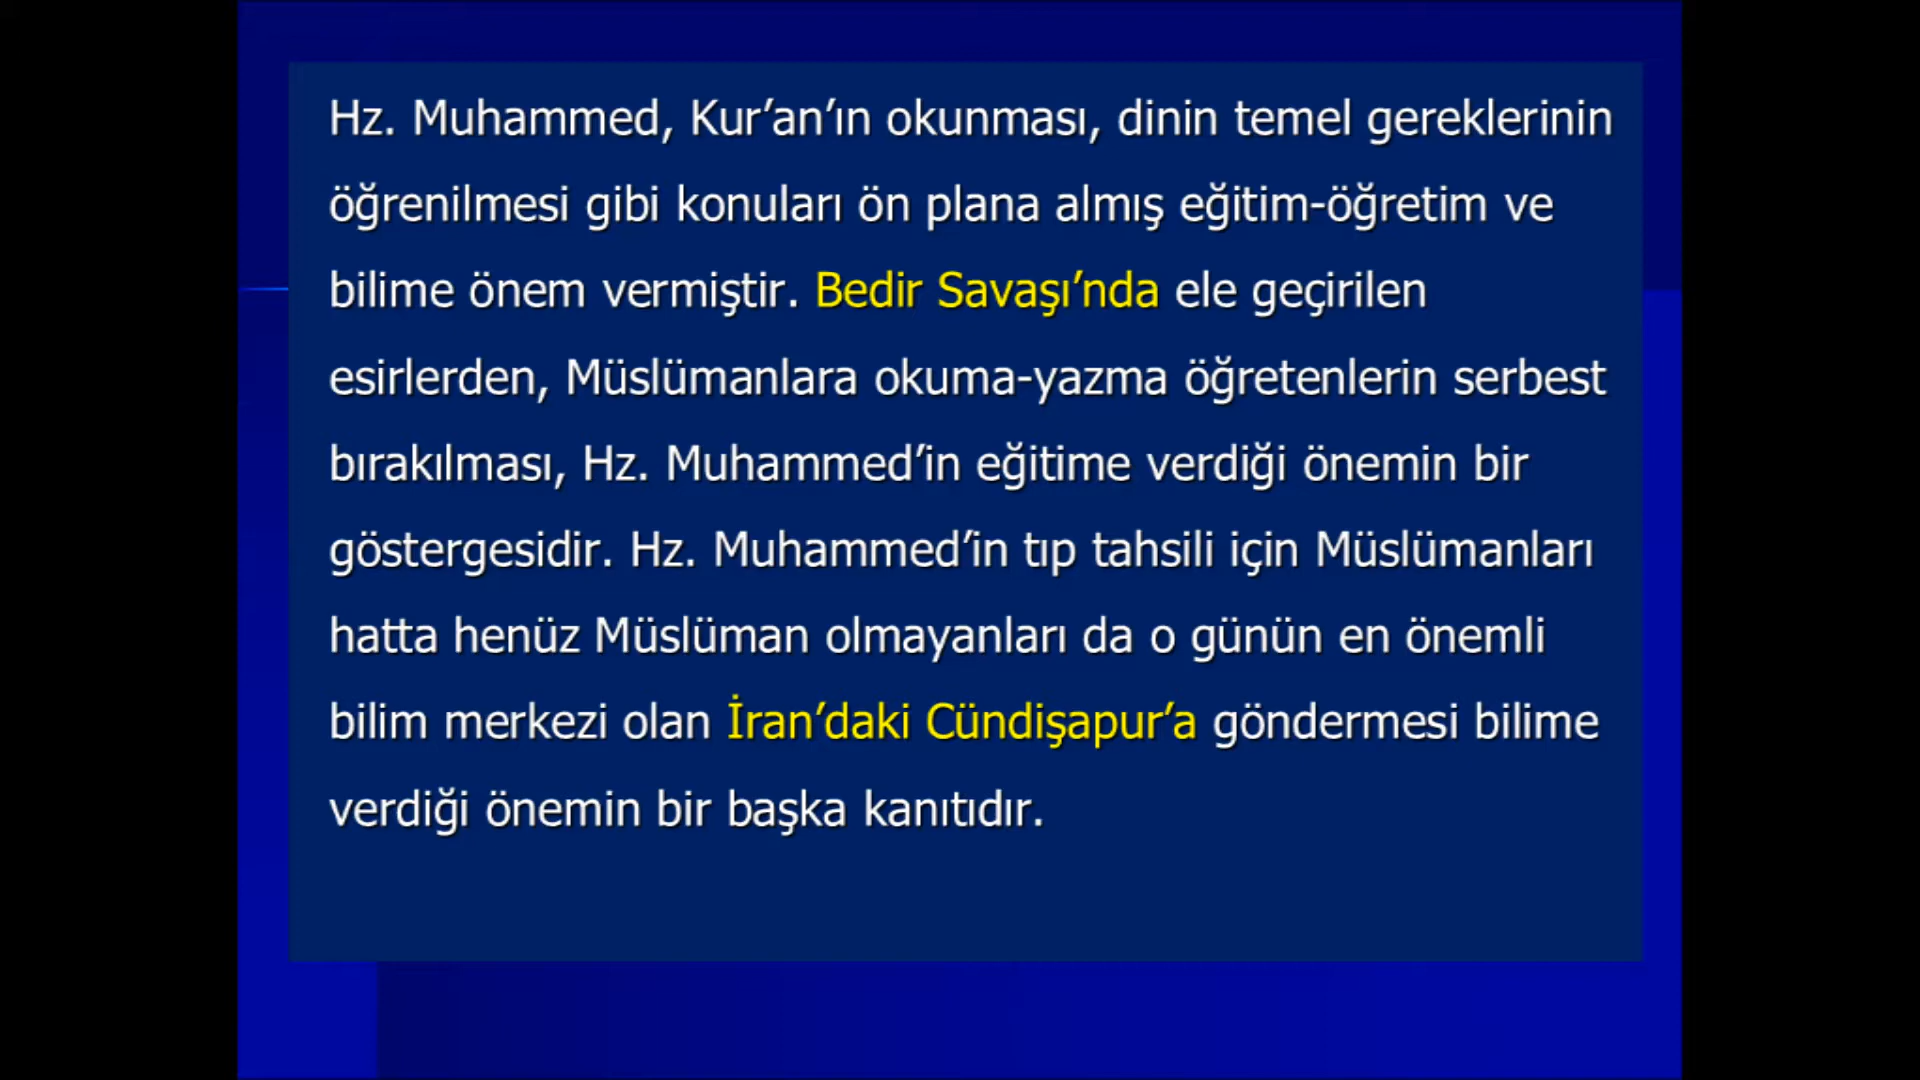 Hz. Muhammed, Kur’an’ın okunması, dinin temel gereklerinin
öğrenilmesi gibi konuları ön plana almış eğitim-öğretim ve
bilime önem vermiştir. Bedir Savaşı’nda ele geçirilen
esirlerden, Müslümanlara okuma-yazma öğretenlerin serbest
bırakılması, Hz. Muhammed’in eğitime verdiği önemin bir
göstergesidir. Hz. Muhammed’in tıp tahsili için Müslümanları
hatta henüz Müslüman olmayanları da o günün en önemli
bilim merkezi olan İran’daki Cündişapur’a göndermesi bilime
verdiği önemin bir başka kanıtıdır.